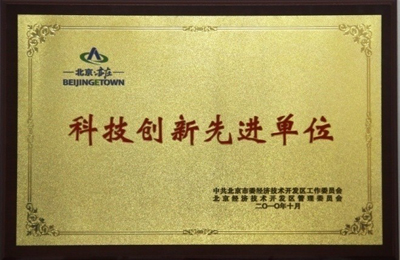 北京亦庄
BEIJINGETOWN
科技创新先进单位
中共北京市委经济技术开发区工作委员会
北京经济技术开发区管理委员会
二〇一〇年十月